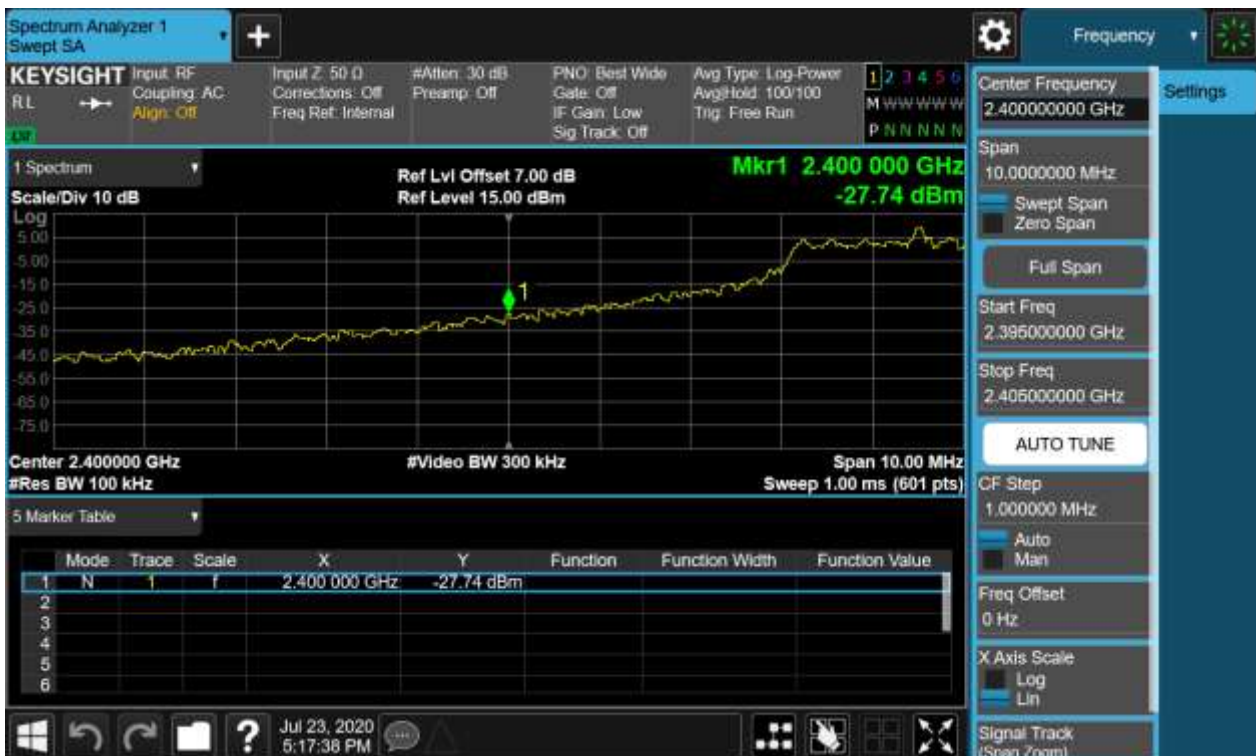 Spectrum Analyzer 1
Swept SA
+
Frequency
KEYSIGHT
RL
Input: RF
Coupling: AC
Align: Off
Input Z: 50 Ω
Corrections: Off
Freq Ref: Internal
#Atten: 30 dB
Preamp: Off
PNO: Best Wide
Gate: Off
IF Gain: Low
Sig Track: Off
Avg Type: Log-Power
Avg|Hold: 100/100
Trig: Free Run
1 2 3 4 5 6
M W W W W W
P N N N N N
1 Spectrum
Scale/Div 10 dB
Ref Lvl Offset 7.00 dB
Ref Level 15.00 dBm
Mkr1 2.400 000 GHz
-27.74 dBm
Log
5.00
-5.00
-15.0
-25.0
-35.0
-45.0
-55.0
-65.0
-75.0
1
Center 2.400000 GHz
#Res BW 100 kHz
#Video BW 300 kHz
Span 10.00 MHz
Sweep 1.00 ms (601 pts)
5 Marker Table
Mode Trace Scale X Y Function Function Width Function Value
1 N 1 f 2.400 000 GHz -27.74 dBm
2
3
4
5
6
Jul 23, 2020
5:17:38 PM
?
Center Frequency
2.400000000 GHz
Settings
Span
10.0000000 MHz
Swept Span
Zero Span
Full Span
Start Freq
2.395000000 GHz
Stop Freq
2.405000000 GHz
AUTO TUNE
CF Step
1.000000 MHz
Auto
Man
Freq Offset
0 Hz
X Axis Scale
Log
Lin
Signal Track
(Span Zoom)